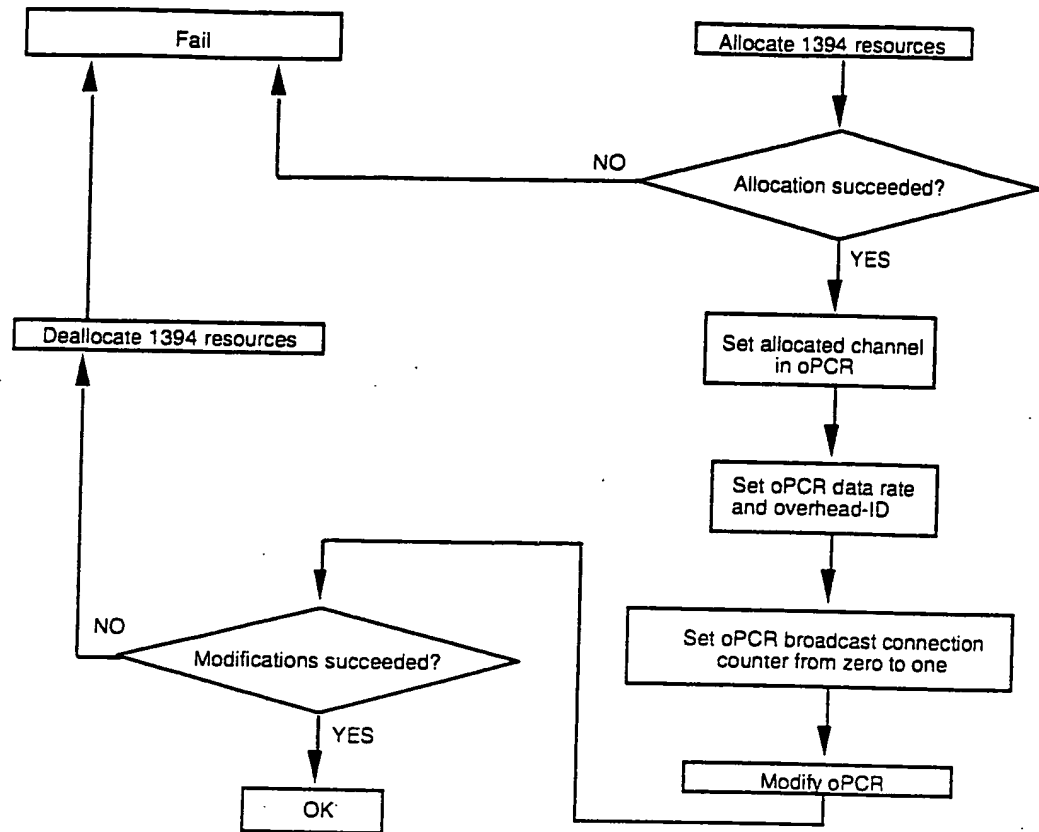 Fail
Allocate 1394 resources
NO
Allocation succeeded?
YES
Deallocate 1394 resources
Set allocated channel
in oPCR
Set oPCR data rate
and overhead-ID
NO
Modifications succeeded?
Set oPCR broadcast connection
counter from zero to one
YES
Modify oPCR
OK